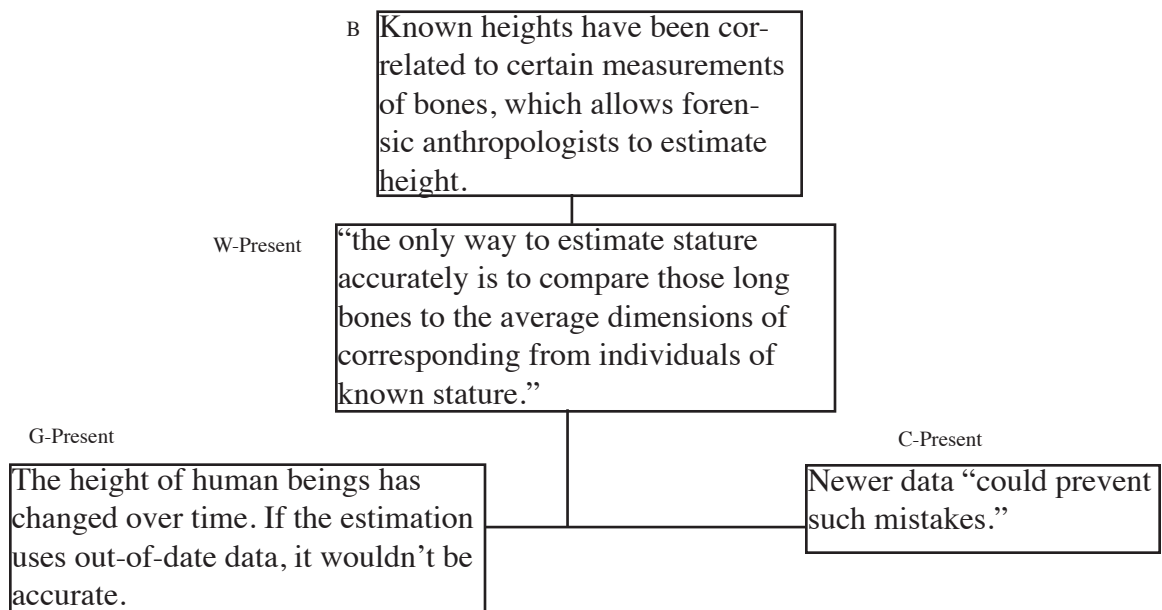 B
Known heights have been cor-
related to certain measurements
of bones, which allows foren-
sic anthropologists to estimate
height.
W-Present
“the only way to estimate stature
accurately is to compare those long
bones to the average dimensions of
corresponding from individuals of
known stature.”
G-Present
The height of human beings has
changed over time. If the estimation
uses out-of-date data, it wouldn’t be
accurate.
C-Present
Newer data “could prevent
such mistakes.”